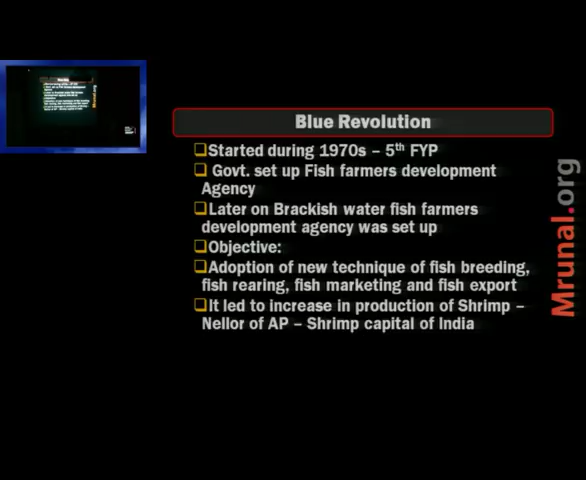 Blue Revolution
❑Started during 1970s – 5th FYP
❑ Govt. set up Fish farmers development
Agency
❑Later on Brackish water fish farmers
development agency was set up
❑Objective:
❑Adoption of new technique of fish breeding,
fish rearing, fish marketing and fish export
❑It led to increase in production of Shrimp –
Nellor of AP – Shrimp capital of India
Mrunal.org